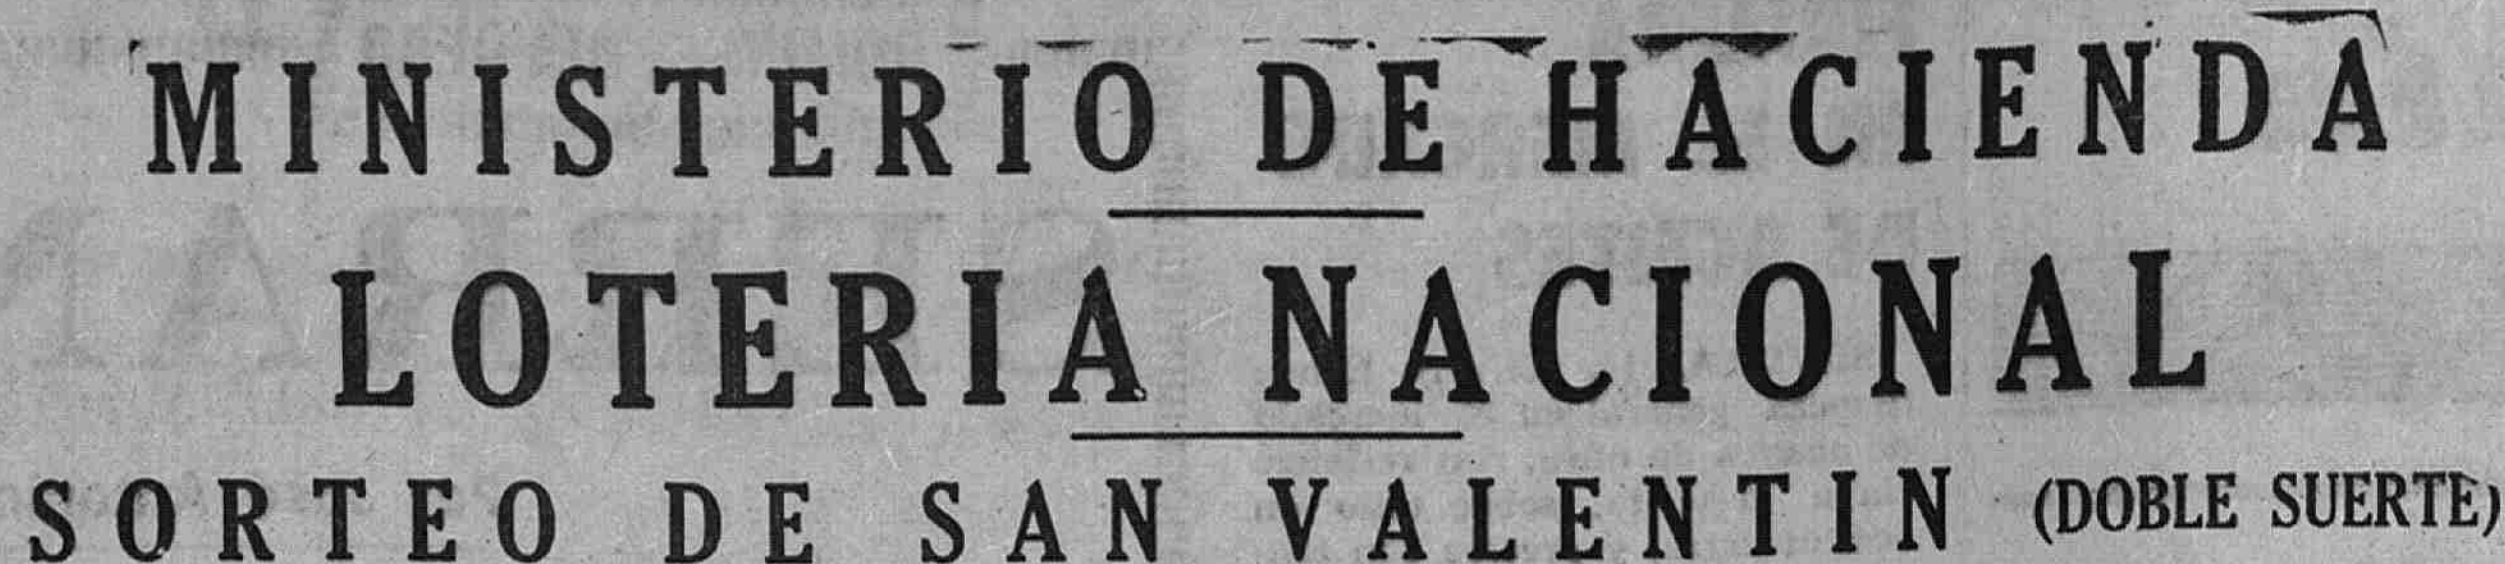 MINISTERIO DE HACIENDA
LOTERIA NACIONAL
SORTEO DE SAN VALENTIN (DOBLE SUERTE)